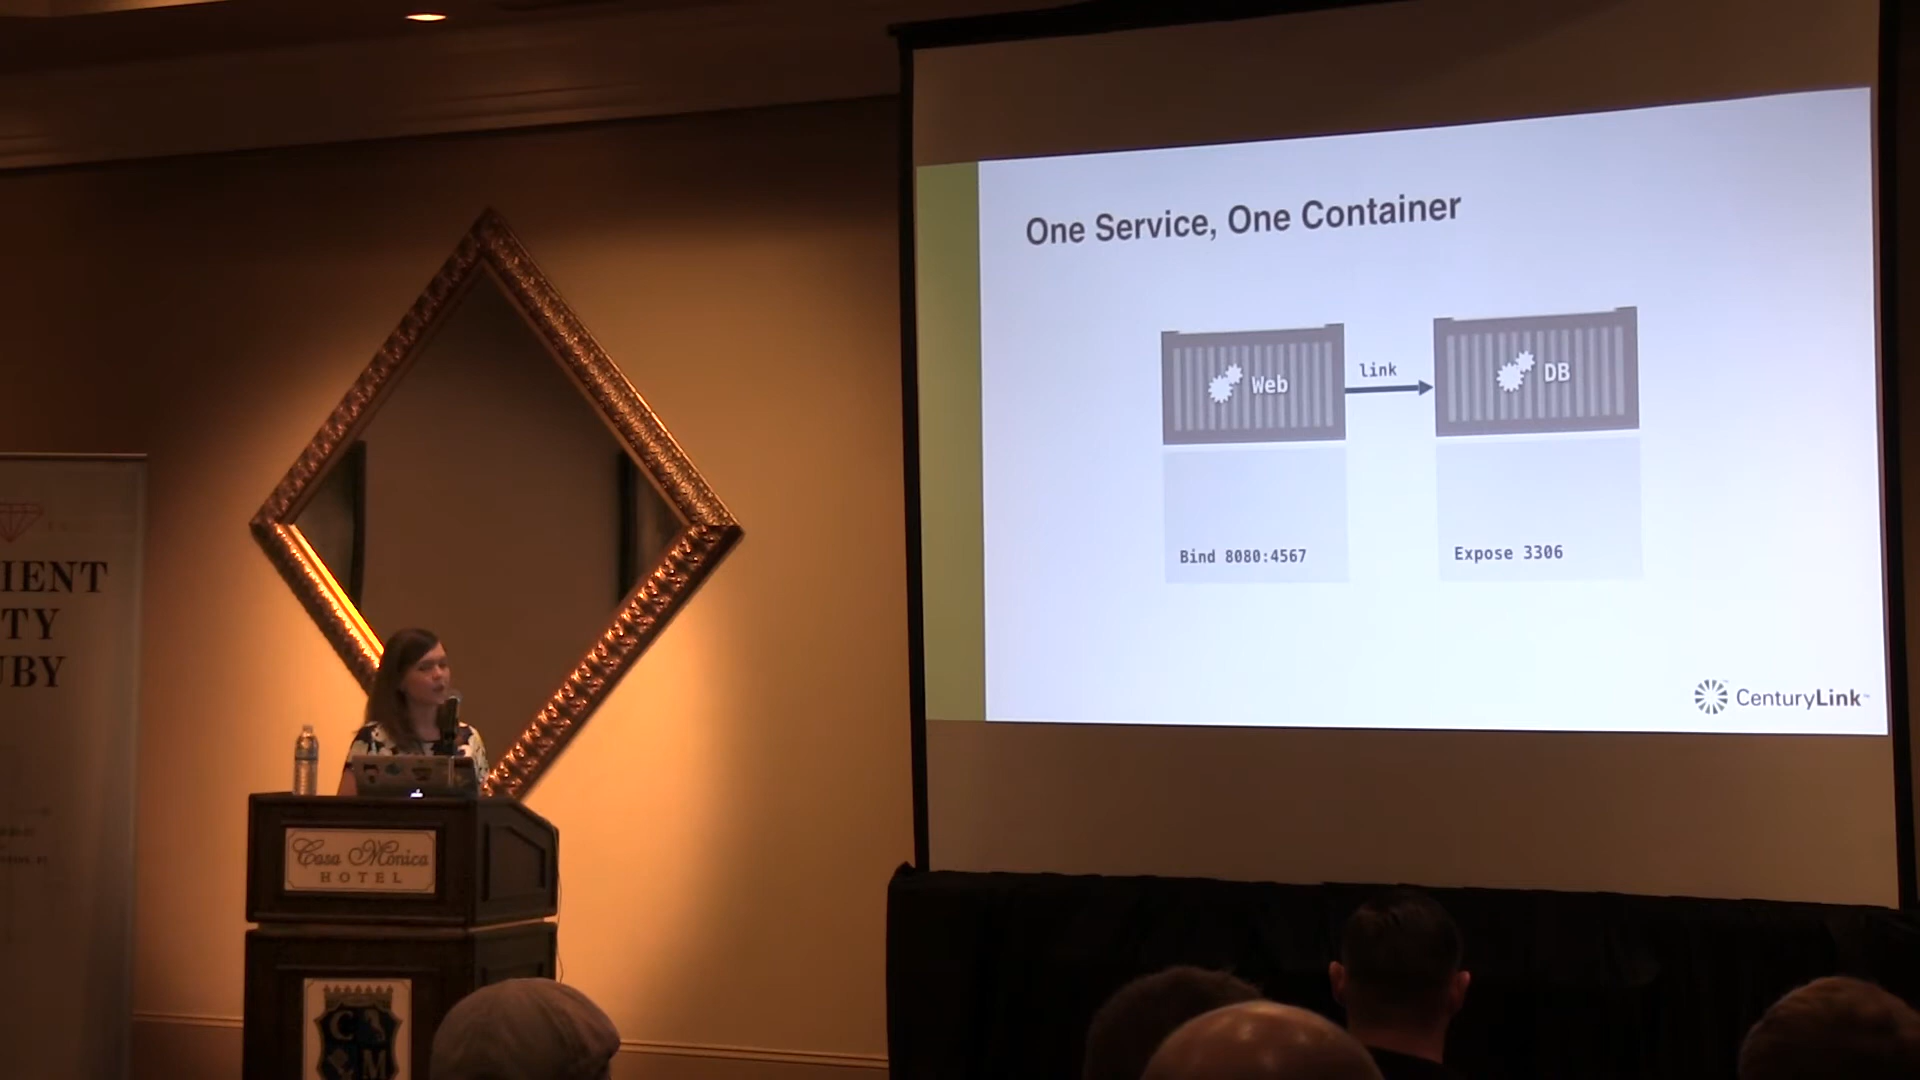 One Service, One Container
Web
link
DB
Bind 8080:4567
Expose 3306
CenturyLink
IENT
TY
UBY
Casa Monica
HOTEL
C
M